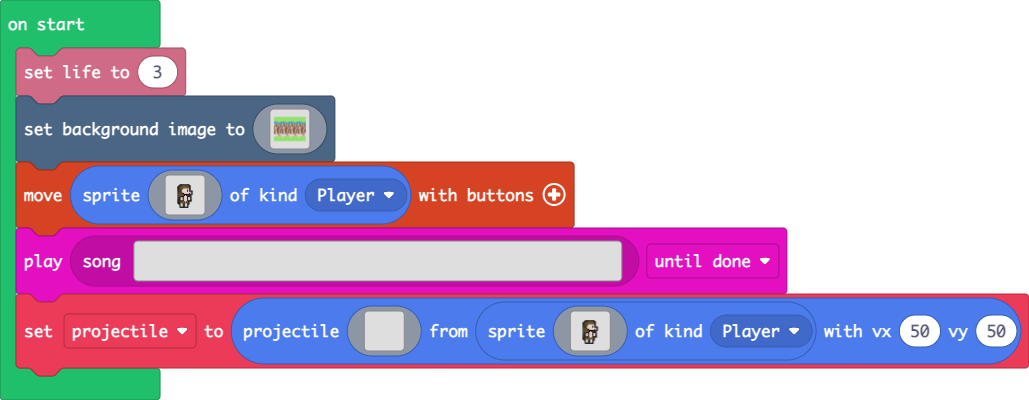 on start
set life to 3
set background image to
move sprite of kind Player with buttons
play song until done
set projectile to projectile from sprite of kind Player with vx 50 vy 50